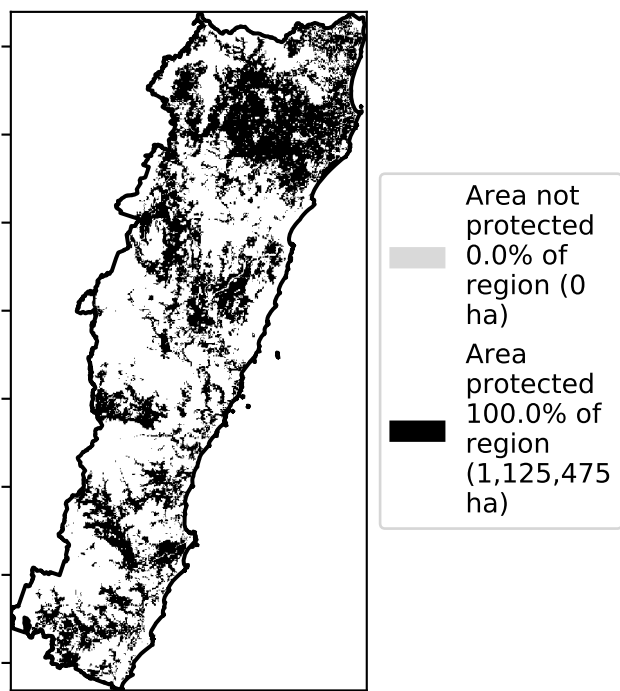 Area not
protected
0.0% of
region (0
ha)
Area
protected
100.0% of
region
(1,125,475
ha)